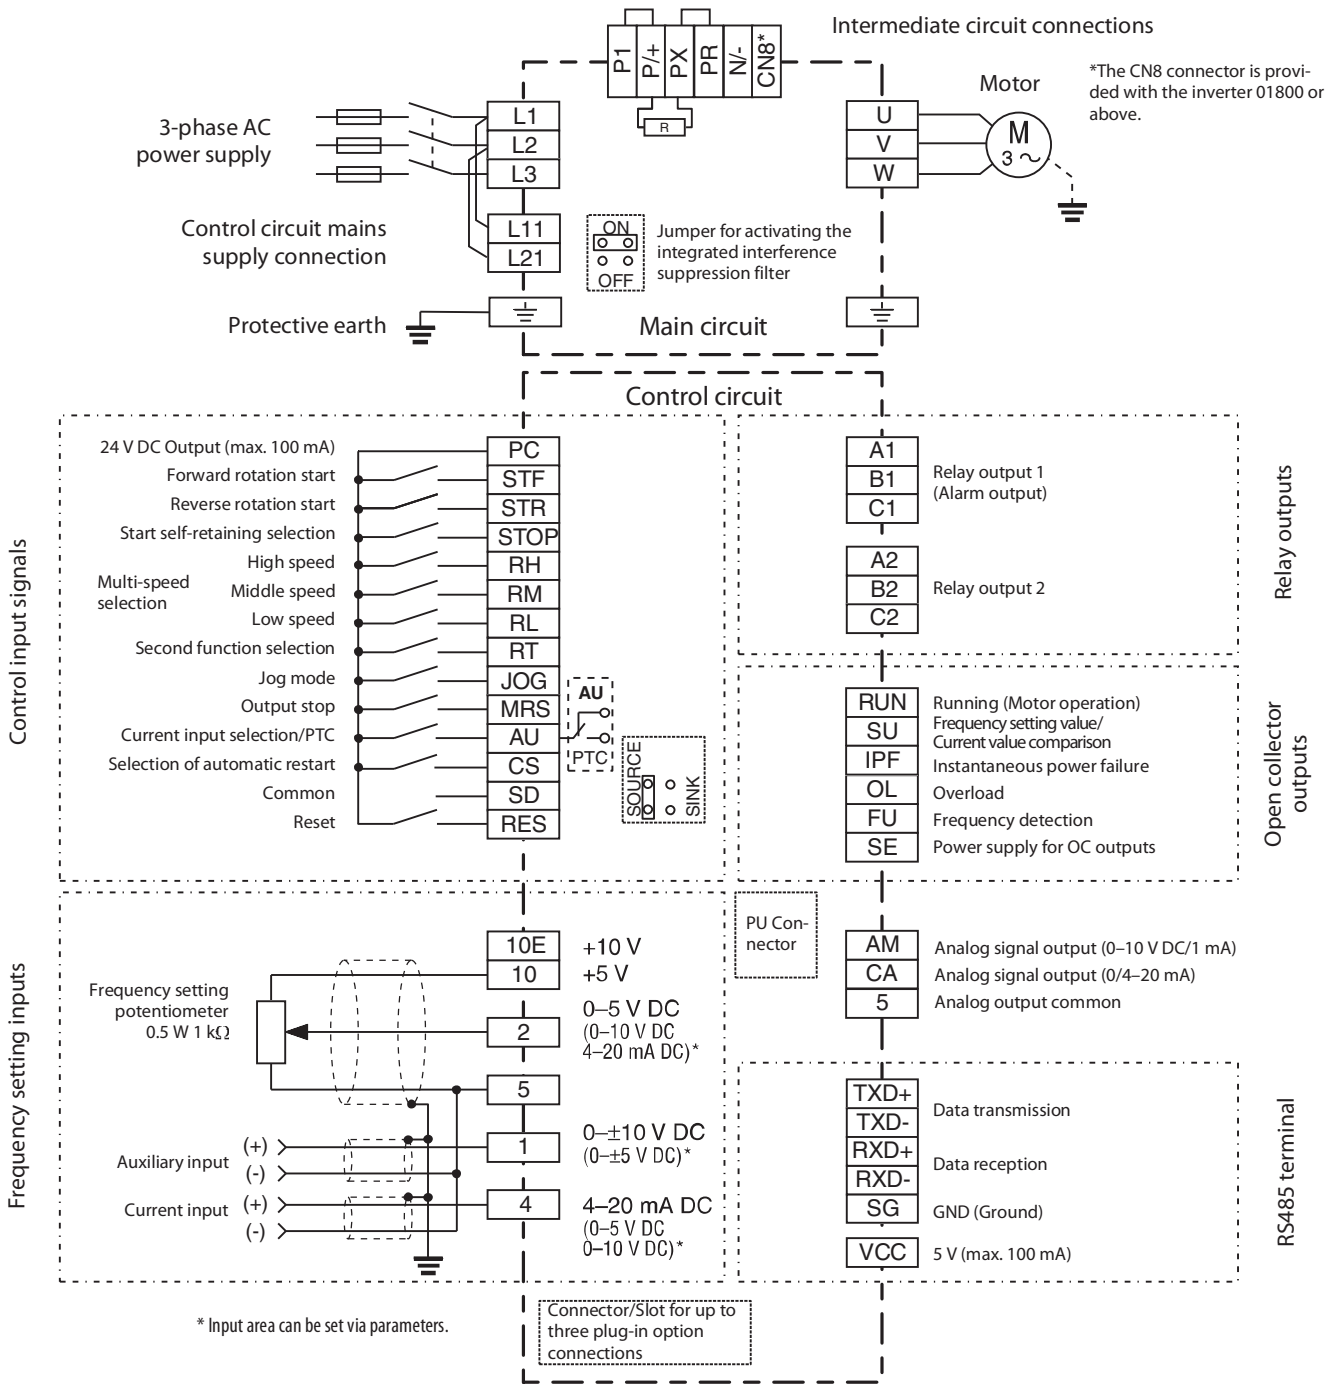 Intermediate circuit connections
P1
P/+
PX
PR
N/-
CN8*
R
*The CN8 connector is provi-
ded with the inverter 01800 or
above.
Motor
M
3 ~
3-phase AC
power supply
L1
L2
L3
U
V
W
Control circuit mains
supply connection
L11
L21
ON
OFF
Jumper for activating the
integrated interference
suppression filter
Protective earth
Main circuit
Control circuit
Control input signals
24 V DC Output (max. 100 mA)
Forward rotation start
Reverse rotation start
Start self-retaining selection
Multi-speed
selection
High speed
Middle speed
Low speed
Second function selection
Jog mode
Output stop
Current input selection/PTC
Selection of automatic restart
Common
Reset
PC
STF
STR
STOP
RH
RM
RL
RT
JOG
MRS
AU
CS
SD
RES
AU
PTC
SOURCE
SINK
A1
B1
C1
Relay output 1
(Alarm output)
A2
B2
C2
Relay output 2
Relay outputs
RUN
SU
IPF
OL
FU
SE
Running (Motor operation)
Frequency setting value/
Current value comparison
Instantaneous power failure
Overload
Frequency detection
Power supply for OC outputs
Open collector
outputs
Frequency setting inputs
Frequency setting
potentiometer
0.5 W 1 kΩ
10E
+10 V
10
+5 V
2
0–5 V DC
(0–10 V DC
4–20 mA DC)*
5
Auxiliary input
(+)
(-)
1
0–±10 V DC
(0–±5 V DC)*
Current input
(+)
(-)
4
4–20 mA DC
(0–5 V DC
0–10 V DC)*
PU Con-
nector
AM
CA
5
Analog signal output (0–10 V DC/1 mA)
Analog signal output (0/4–20 mA)
Analog output common
TXD+
TXD-
RXD+
RXD-
SG
VCC
Data transmission
Data reception
GND (Ground)
5 V (max. 100 mA)
RS485 terminal
* Input area can be set via parameters.
Connector/Slot for up to
three plug-in option
connections